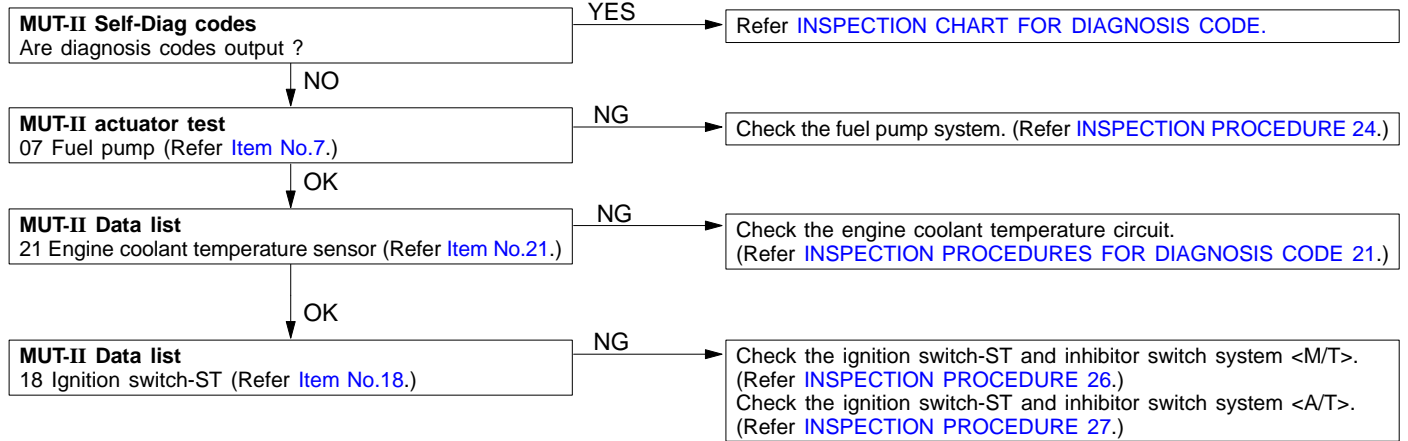 MUT-II Self-Diag codes
Are diagnosis codes output ?
YES
Refer INSPECTION CHART FOR DIAGNOSIS CODE.
NO
MUT-II actuator test
07 Fuel pump (Refer Item No.7.)
NG
Check the fuel pump system. (Refer INSPECTION PROCEDURE 24.)
OK
MUT-II Data list
21 Engine coolant temperature sensor (Refer Item No.21.)
NG
Check the engine coolant temperature circuit.
(Refer INSPECTION PROCEDURES FOR DIAGNOSIS CODE 21.)
OK
MUT-II Data list
18 Ignition switch-ST (Refer Item No.18.)
NG
Check the ignition switch-ST and inhibitor switch system <M/T>.
(Refer INSPECTION PROCEDURE 26.)
Check the ignition switch-ST and inhibitor switch system <A/T>.
(Refer INSPECTION PROCEDURE 27.)